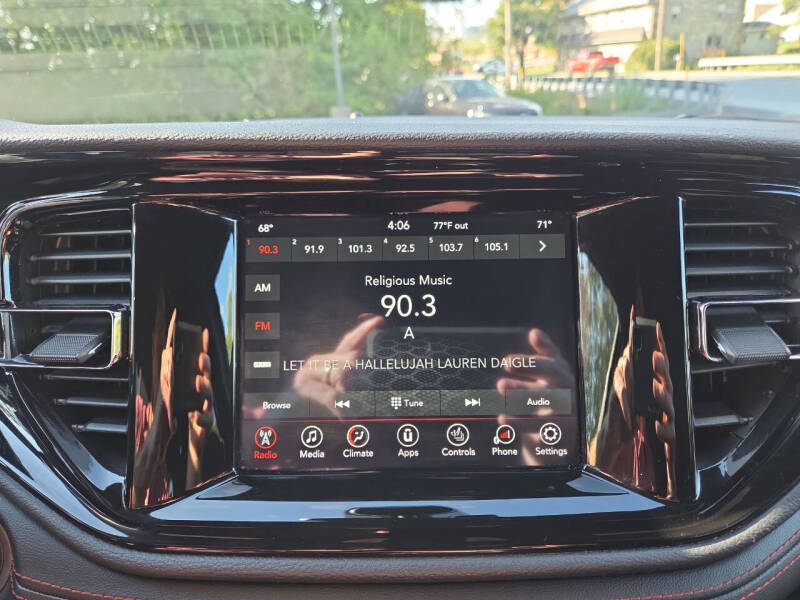 68° 4:06 77°F out 71°
1 90.3 2 91.9 3 101.3 4 92.5 5 103.7 6 105.1
AM
Religious Music
90.3
FM
A
LET IT BE A HALLELUJAH LAUREN DAIGLE
Browse Tune Audio
Radio Media Climate Apps Controls Phone Settings